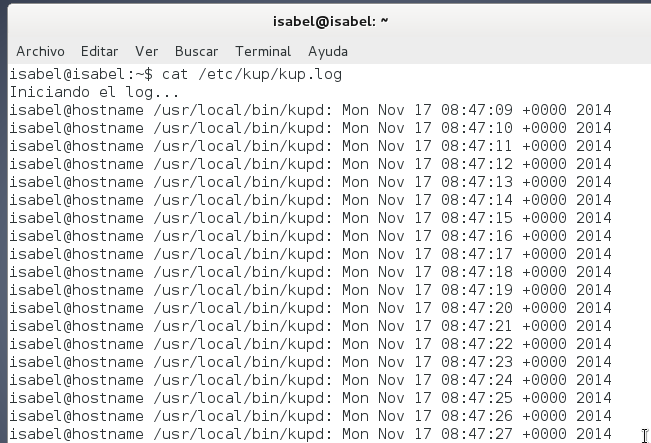 isabel@isabel: ~
Archivo Editar Ver Buscar Terminal Ayuda
isabel@isabel:~$ cat /etc/kup/kup.log
Iniciando el log...
isabel@hostname /usr/local/bin/kupd: Mon Nov 17 08:47:09 +0000 2014
isabel@hostname /usr/local/bin/kupd: Mon Nov 17 08:47:10 +0000 2014
isabel@hostname /usr/local/bin/kupd: Mon Nov 17 08:47:11 +0000 2014
isabel@hostname /usr/local/bin/kupd: Mon Nov 17 08:47:12 +0000 2014
isabel@hostname /usr/local/bin/kupd: Mon Nov 17 08:47:13 +0000 2014
isabel@hostname /usr/local/bin/kupd: Mon Nov 17 08:47:14 +0000 2014
isabel@hostname /usr/local/bin/kupd: Mon Nov 17 08:47:15 +0000 2014
isabel@hostname /usr/local/bin/kupd: Mon Nov 17 08:47:16 +0000 2014
isabel@hostname /usr/local/bin/kupd: Mon Nov 17 08:47:17 +0000 2014
isabel@hostname /usr/local/bin/kupd: Mon Nov 17 08:47:18 +0000 2014
isabel@hostname /usr/local/bin/kupd: Mon Nov 17 08:47:19 +0000 2014
isabel@hostname /usr/local/bin/kupd: Mon Nov 17 08:47:20 +0000 2014
isabel@hostname /usr/local/bin/kupd: Mon Nov 17 08:47:21 +0000 2014
isabel@hostname /usr/local/bin/kupd: Mon Nov 17 08:47:22 +0000 2014
isabel@hostname /usr/local/bin/kupd: Mon Nov 17 08:47:23 +0000 2014
isabel@hostname /usr/local/bin/kupd: Mon Nov 17 08:47:24 +0000 2014
isabel@hostname /usr/local/bin/kupd: Mon Nov 17 08:47:25 +0000 2014
isabel@hostname /usr/local/bin/kupd: Mon Nov 17 08:47:26 +0000 2014
isabel@hostname /usr/local/bin/kupd: Mon Nov 17 08:47:27 +0000 2014